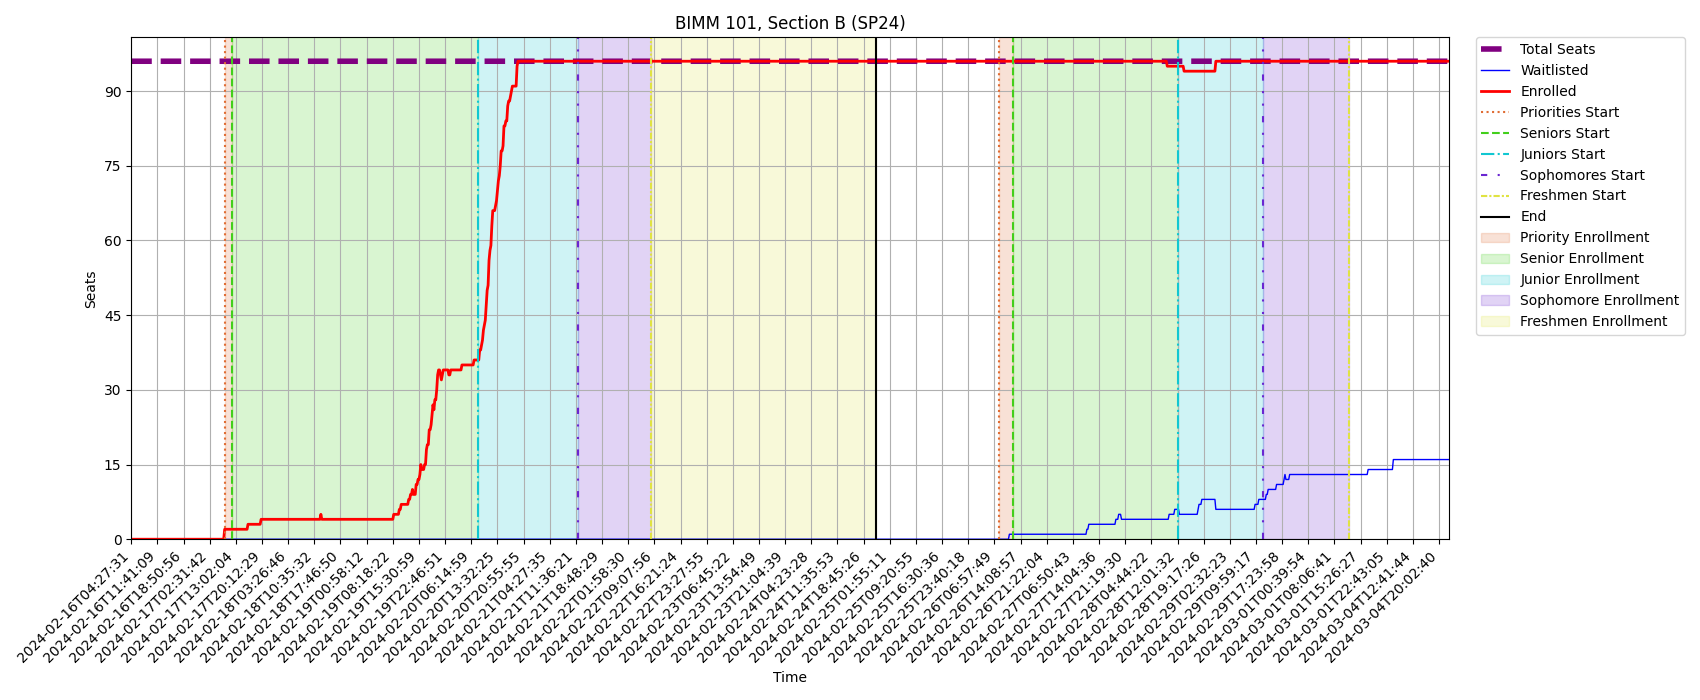 BIMM 101, Section B (SP24)
Seats
90
75
60
45
30
15
0
2024-02-16T04:27:31
2024-02-16T11:41:09
2024-02-16T18:50:56
2024-02-17T02:31:42
2024-02-17T13:02:04
2024-02-17T20:12:29
2024-02-18T03:26:46
2024-02-18T10:35:32
2024-02-18T17:46:50
2024-02-19T00:58:12
2024-02-19T08:18:22
2024-02-19T15:30:59
2024-02-19T22:46:51
2024-02-20T06:14:59
2024-02-20T13:32:25
2024-02-20T20:55:55
2024-02-21T04:27:35
2024-02-21T11:36:21
2024-02-21T18:48:29
2024-02-22T01:58:30
2024-02-22T09:07:56
2024-02-22T16:21:24
2024-02-22T23:27:55
2024-02-23T06:45:22
2024-02-23T13:54:49
2024-02-23T21:04:39
2024-02-24T04:23:28
2024-02-24T11:35:53
2024-02-24T18:45:26
2024-02-25T01:55:11
2024-02-25T09:20:55
2024-02-25T16:30:36
2024-02-25T23:40:18
2024-02-26T06:57:49
2024-02-26T14:08:57
2024-02-26T21:22:04
2024-02-27T06:50:43
2024-02-27T14:04:36
2024-02-27T21:19:30
2024-02-28T04:44:22
2024-02-28T12:01:32
2024-02-28T19:17:26
2024-02-29T02:32:23
2024-02-29T09:59:17
2024-02-29T17:23:58
2024-03-01T00:39:54
2024-03-01T08:06:41
2024-03-01T15:26:27
2024-03-01T22:43:05
2024-03-04T12:41:44
2024-03-04T20:02:40
Time
Total Seats
Waitlisted
Enrolled
Priorities Start
Seniors Start
Juniors Start
Sophomores Start
Freshmen Start
End
Priority Enrollment
Senior Enrollment
Junior Enrollment
Sophomore Enrollment
Freshmen Enrollment